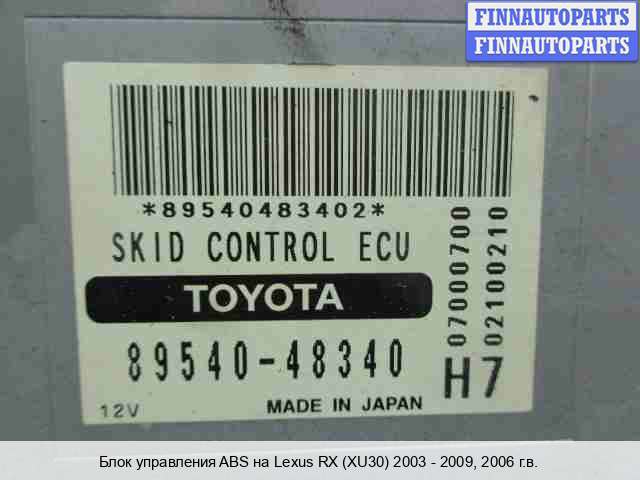 FINNAUTOPARTS
FINNAUTOPARTS
*89540483402*
SKID CONTROL ECU
TOYOTA
89540-48340
12V
MADE IN JAPAN
H7
07000700
02100210
Блок управления ABS на Lexus RX (XU30) 2003 - 2009, 2006 г.в.